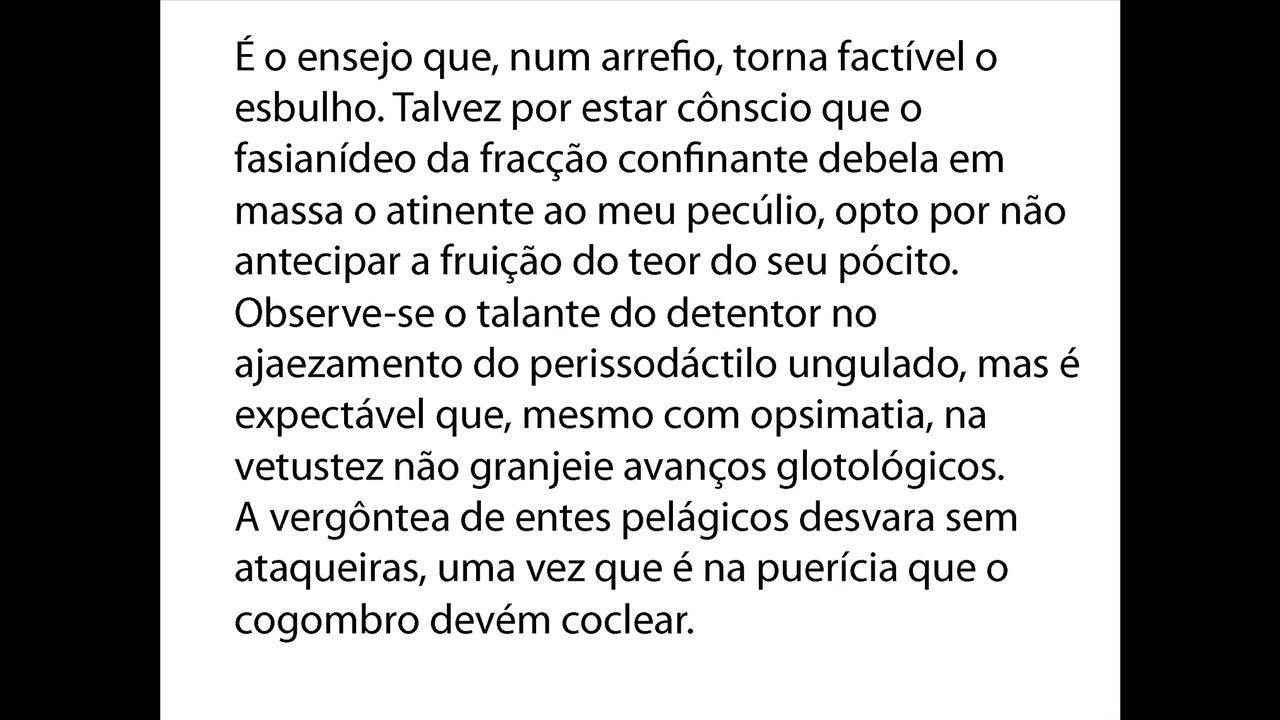 É o ensejo que, num arrefio, torna factível o
esbulho. Talvez por estar cônscio que o
fasianídeo da fracção confinante debela em
massa o atinente ao meu pecúlio, opto por não
antecipar a fruição do teor do seu pócito.
Observe-se o talante do detentor no
ajaezamento do perissodáctilo ungulado, mas é
expectável que, mesmo com opsimatia, na
vetustez não granjeie avanços glotológicos.
A vergôntea de entes pelágicos desvara sem
ataqueiras, uma vez que é na puerícia que o
cogombro devém coclear.